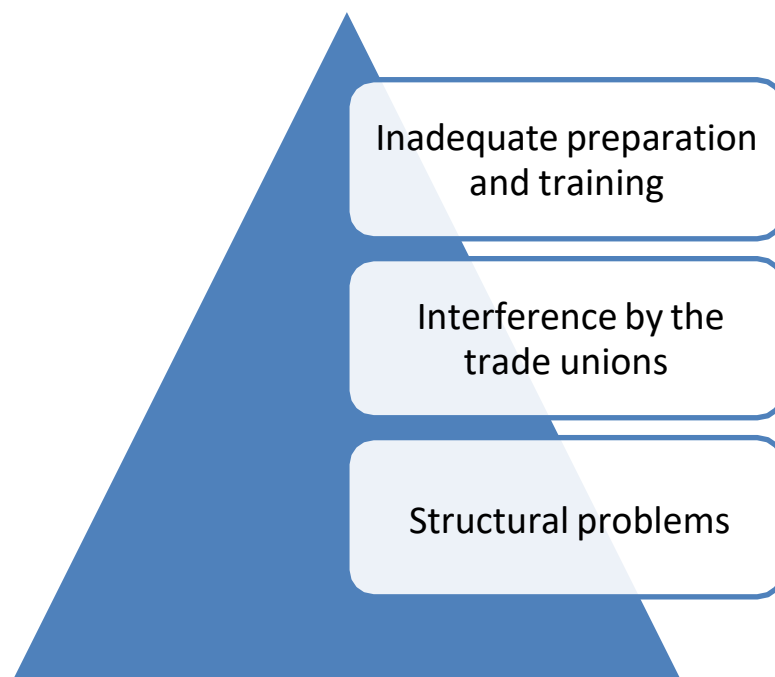 Inadequate preparation
and training
Interference by the
trade unions
Structural problems